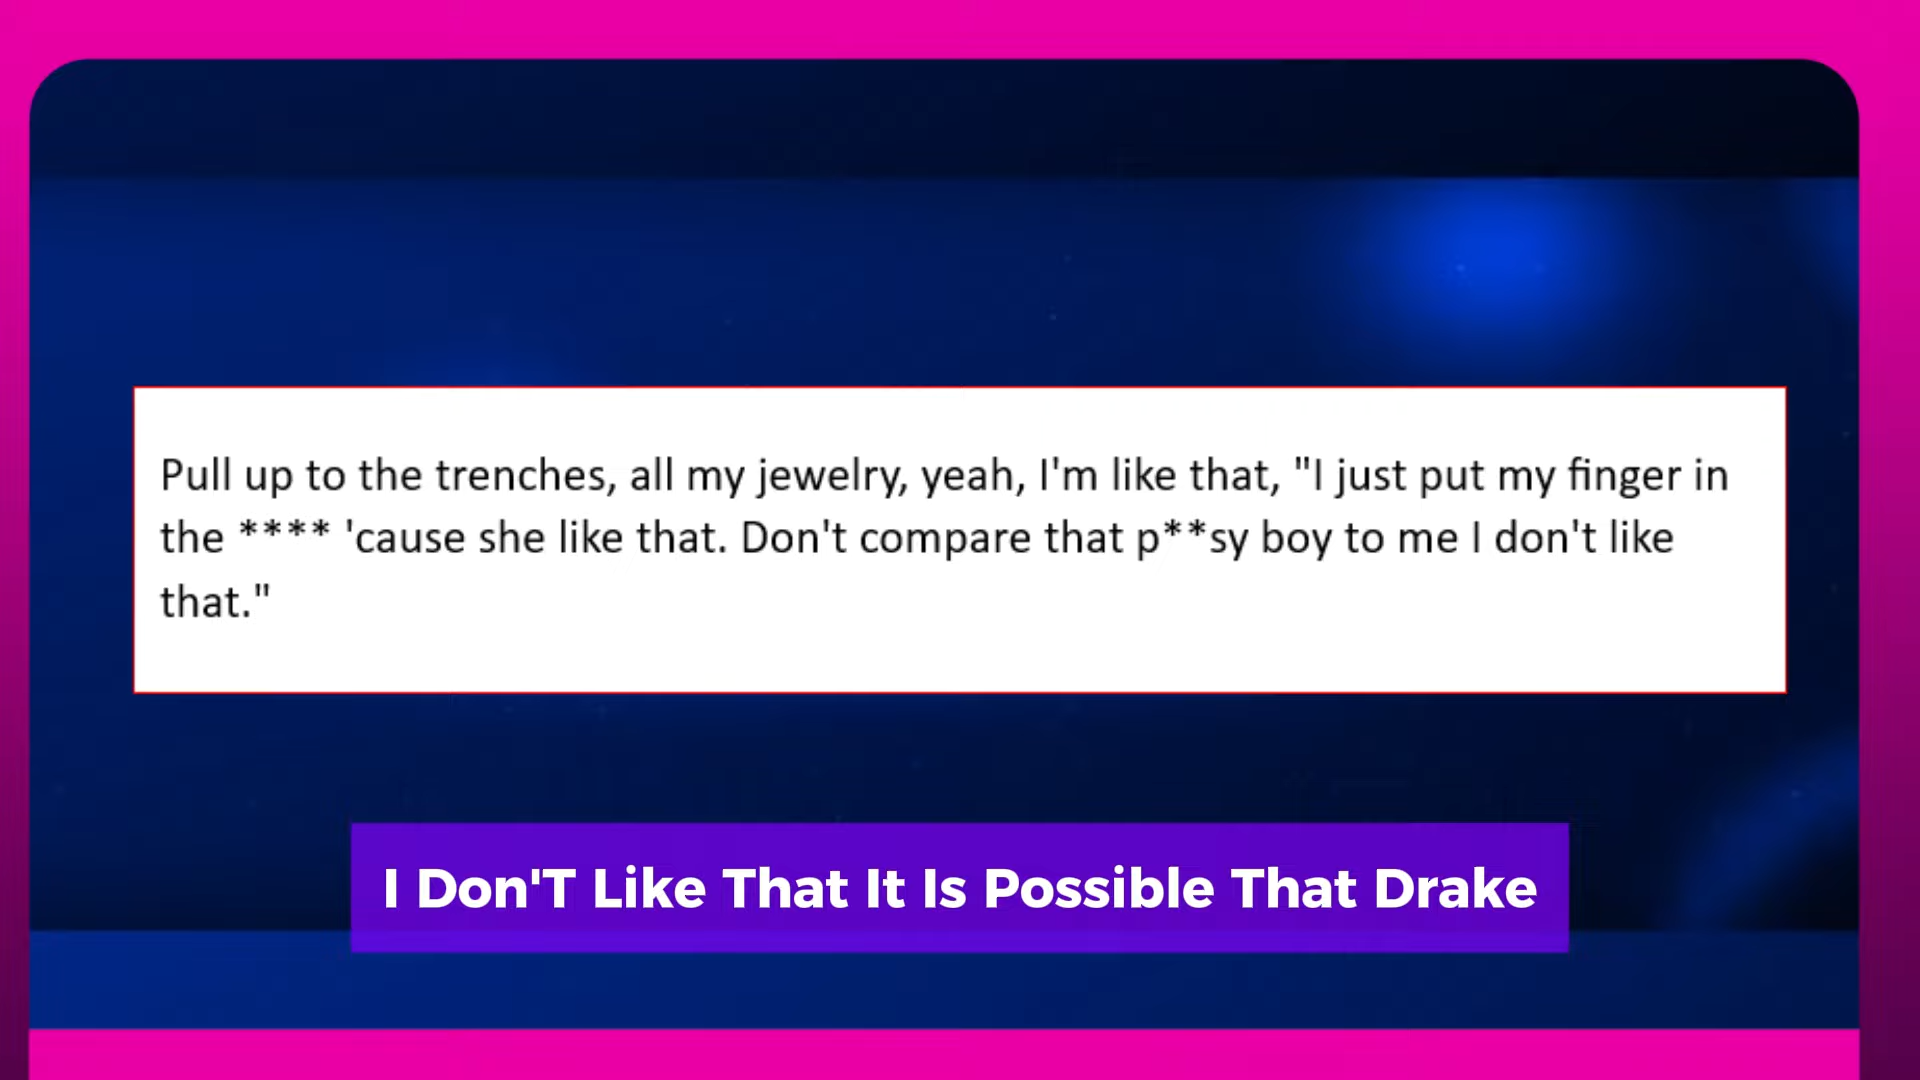 Pull up to the trenches, all my jewelry, yeah, I'm like that, "I just put my finger in
the **** 'cause she like that. Don't compare that p**sy boy to me I don't like
that."
I Don'T Like That It Is Possible That Drake